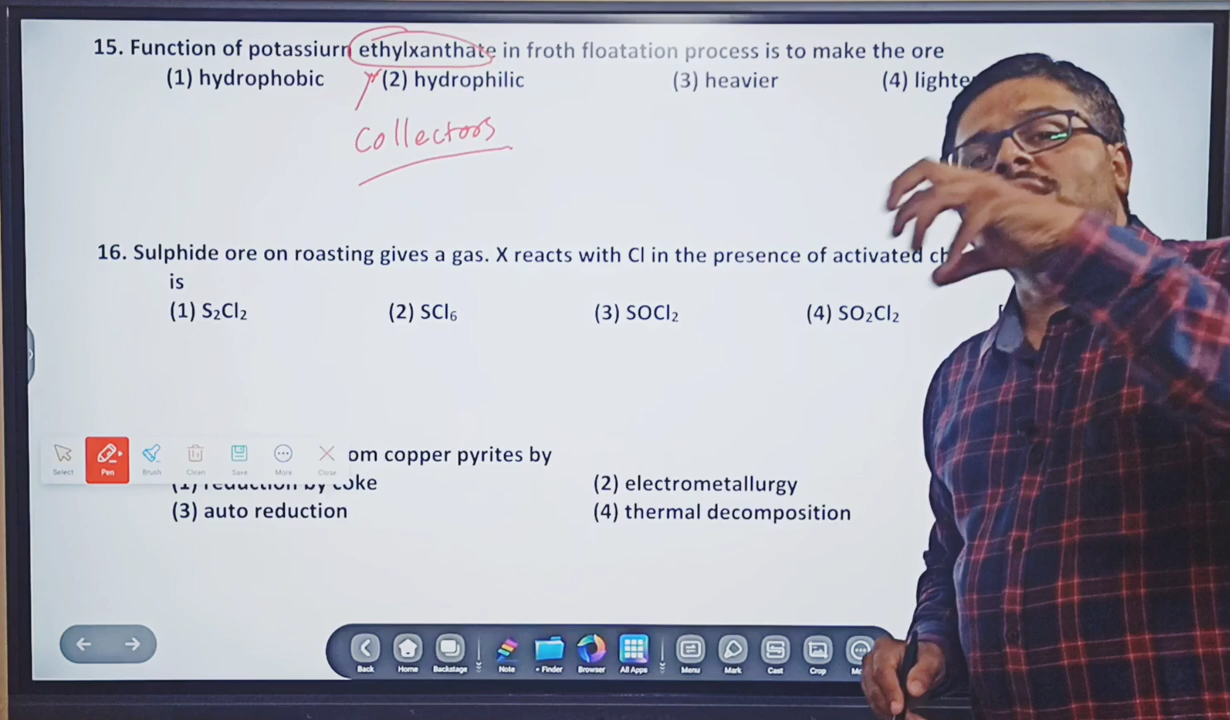 15. Function of potassium ethylxanthate in froth floatation process is to make the ore
(1) hydrophobic (2) hydrophilic (3) heavier (4)
Collectors
16. Sulphide ore on roasting gives a gas. X reacts with Cl in the presence of activated
is
(1) S₂Cl₂ (2) SCl₆ (3) SOCl₂ (4) SO₂Cl₂
om copper pyrites by
(1) reduction by coke (2) electrometallurgy
(3) auto reduction (4) thermal decomposition
Select Pen Brush Clean Save More Close
Back Home Backstage Note Finder Browser All Apps Menu Mark Cast Crop